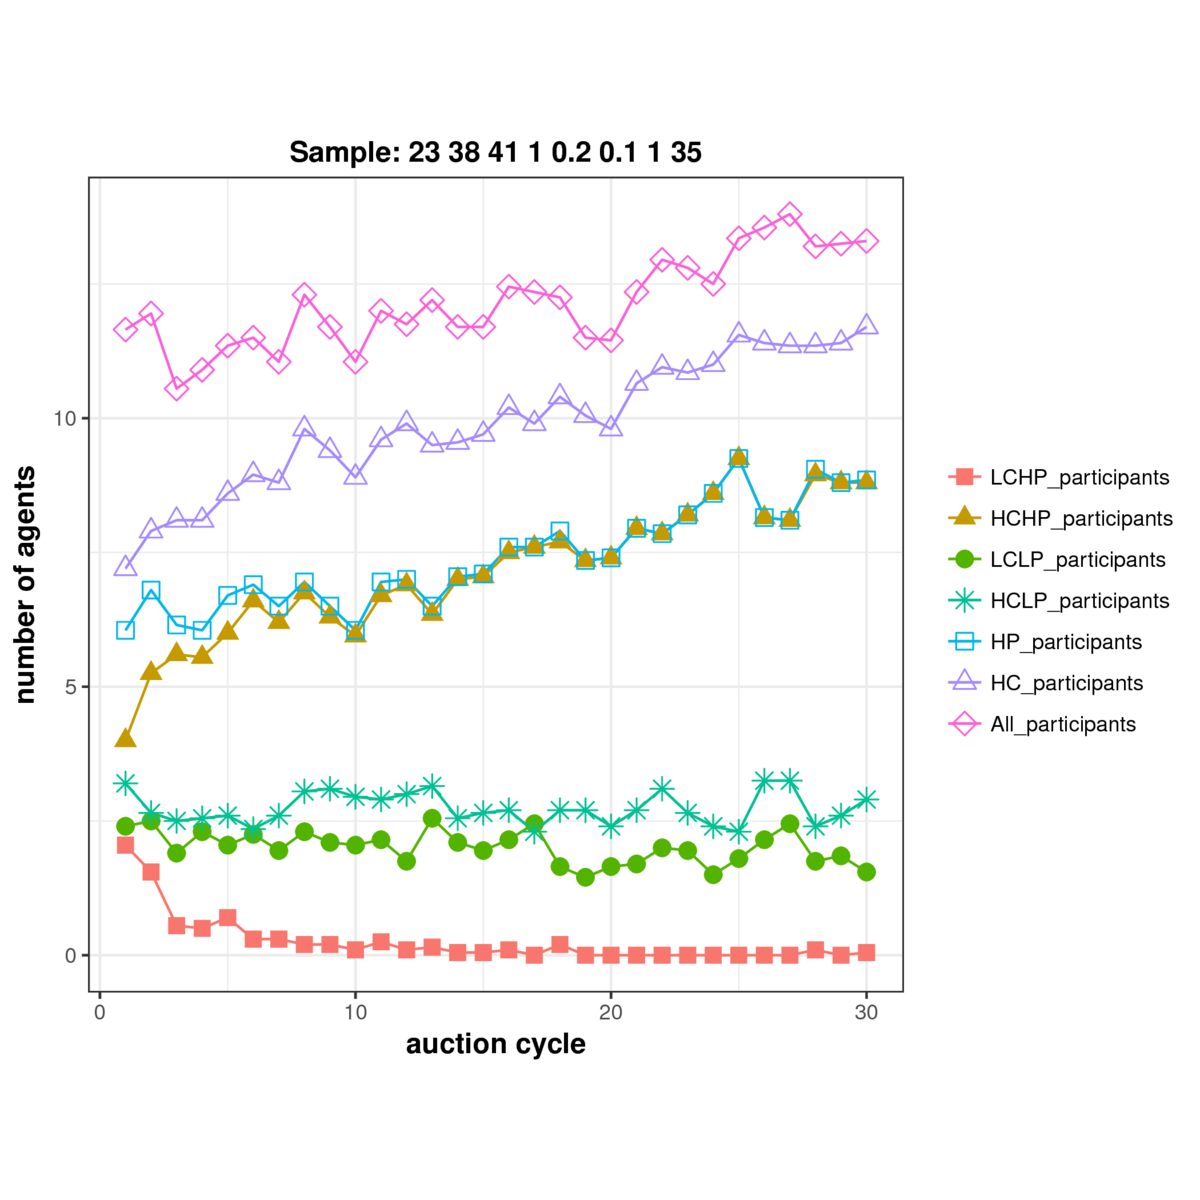 Sample: 23 38 41 1 0.2 0.1 1 35
number of agents
10
5
0
0 10 20 30
auction cycle
LCHP_participants
HCHP_participants
LCLP_participants
HCLP_participants
HP_participants
HC_participants
All_participants